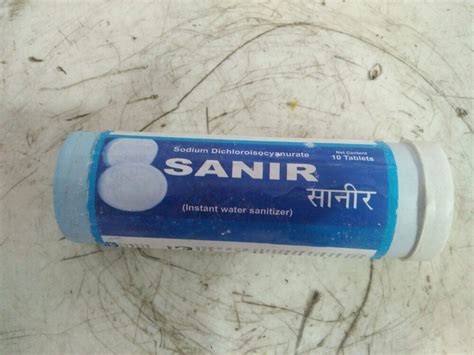 Sodium Dichloroisocyanurate
Net Content
10 Tablets
SANIR
सानीर
(Instant water sanitizer)